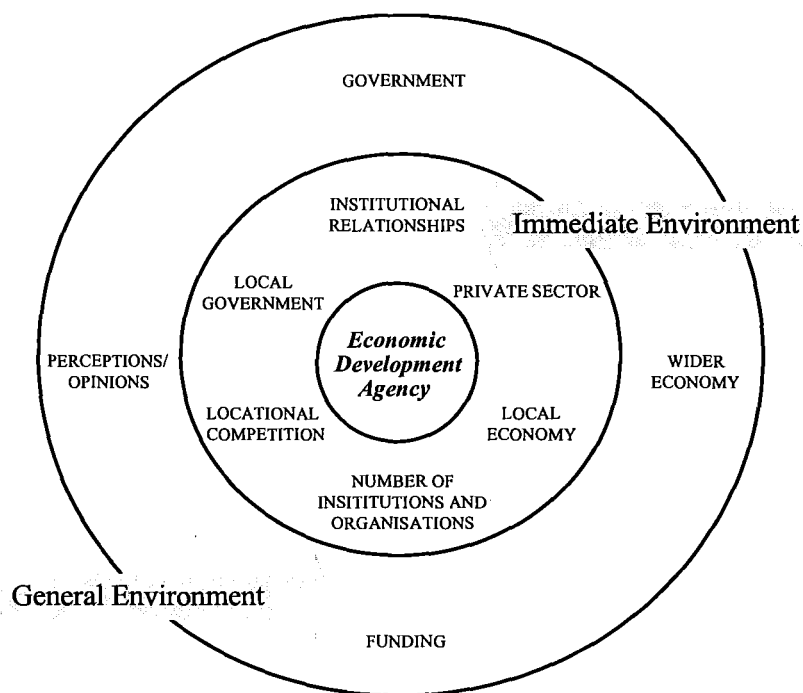 GOVERNMENT
INSTITUTIONAL
RELATIONSHIPS
Immediate Environment
LOCAL
GOVERNMENT
PRIVATE SECTOR
Economic
Development
Agency
PERCEPTIONS/
OPINIONS
WIDER
ECONOMY
LOCATIONAL
COMPETITION
LOCAL
ECONOMY
NUMBER OF
INSITITUTIONS AND
ORGANISATIONS
General Environment
FUNDING